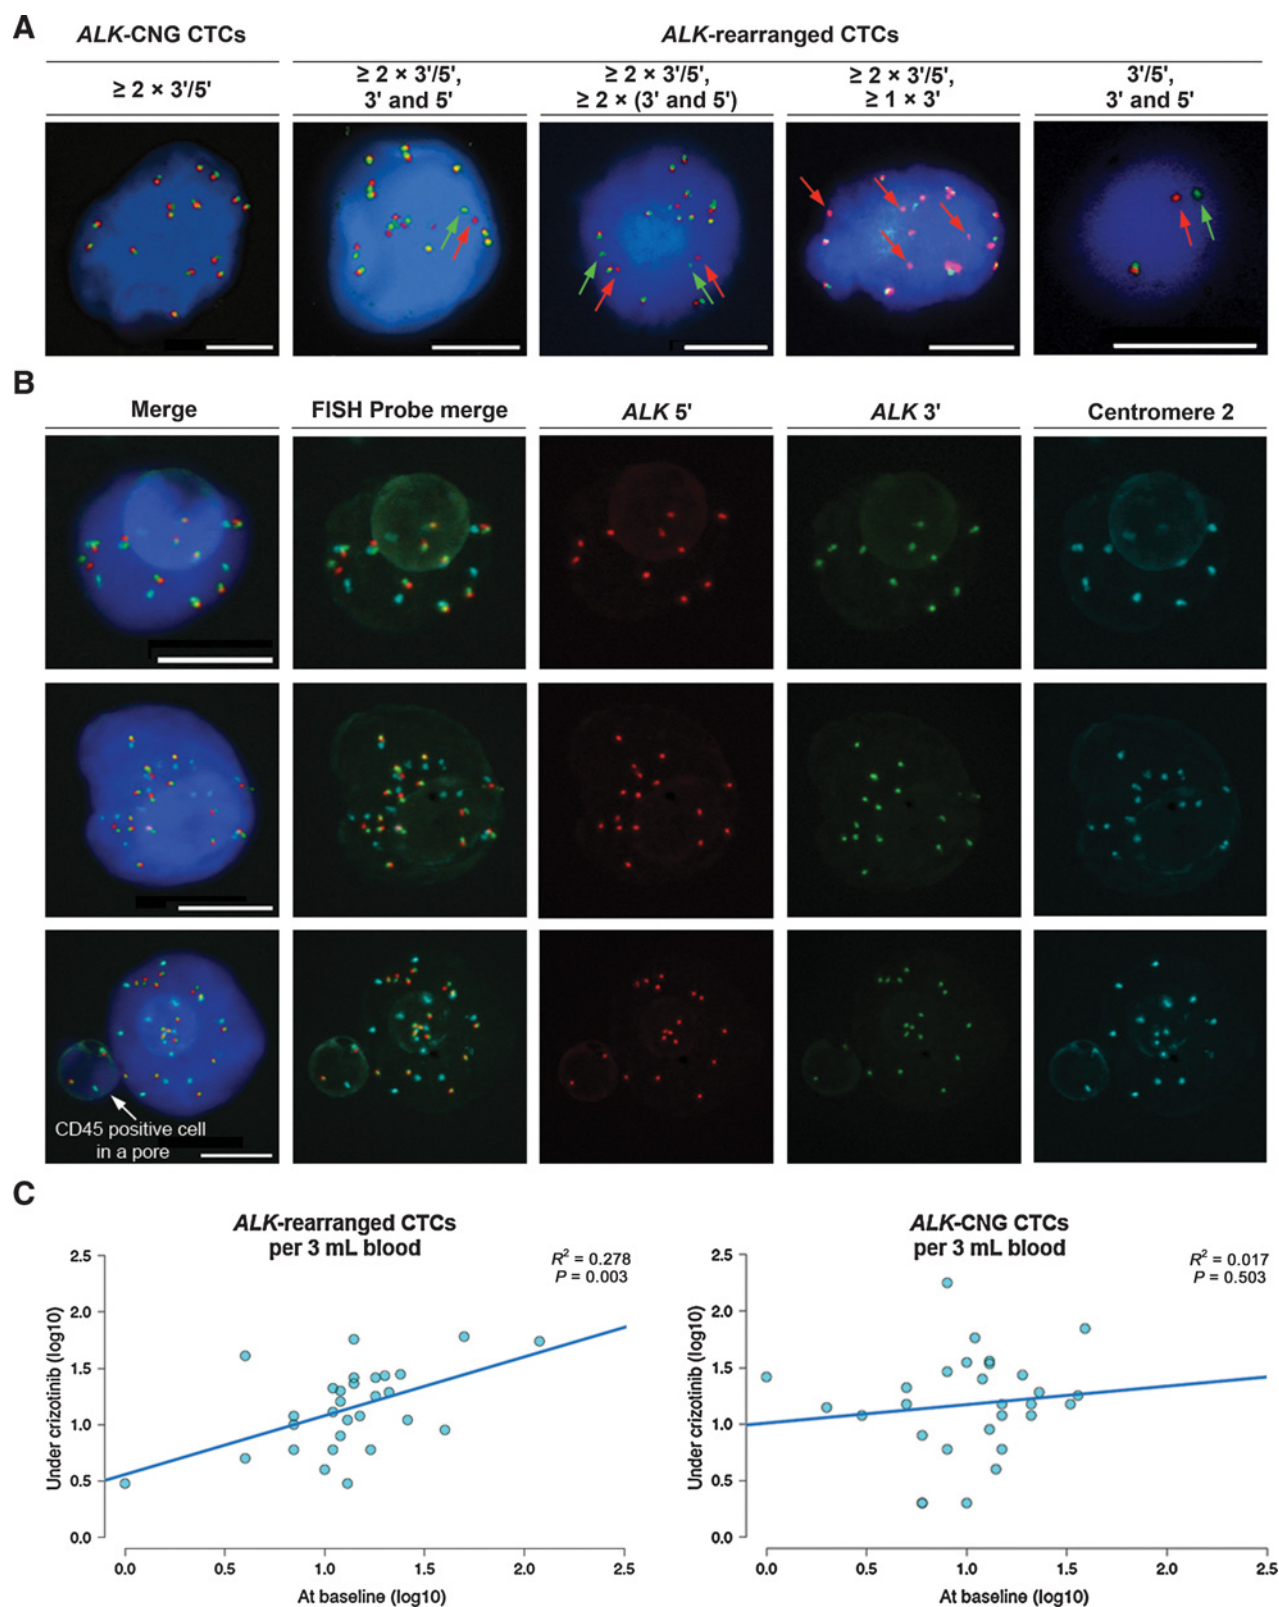 A
ALK-CNG CTCs
ALK-rearranged CTCs
≥ 2 × 3'/5'
≥ 2 × 3'/5',
3' and 5'
≥ 2 × 3'/5',
≥ 2 × (3' and 5')
≥ 2 × 3'/5',
≥ 1 × 3'
3'/5',
3' and 5'
B
Merge
FISH Probe merge
ALK 5'
ALK 3'
Centromere 2
CD45 positive cell
in a pore
C
ALK-rearranged CTCs
per 3 mL blood
R² = 0.278
P = 0.003
Under crizotinib (log10)
2.5
2.0
1.5
1.0
0.5
0.0
0.0 0.5 1.0 1.5 2.0 2.5
At baseline (log10)
ALK-CNG CTCs
per 3 mL blood
R² = 0.017
P = 0.503
Under crizotinib (log10)
2.5
2.0
1.5
1.0
0.5
0.0
0.0 0.5 1.0 1.5 2.0 2.5
At baseline (log10)